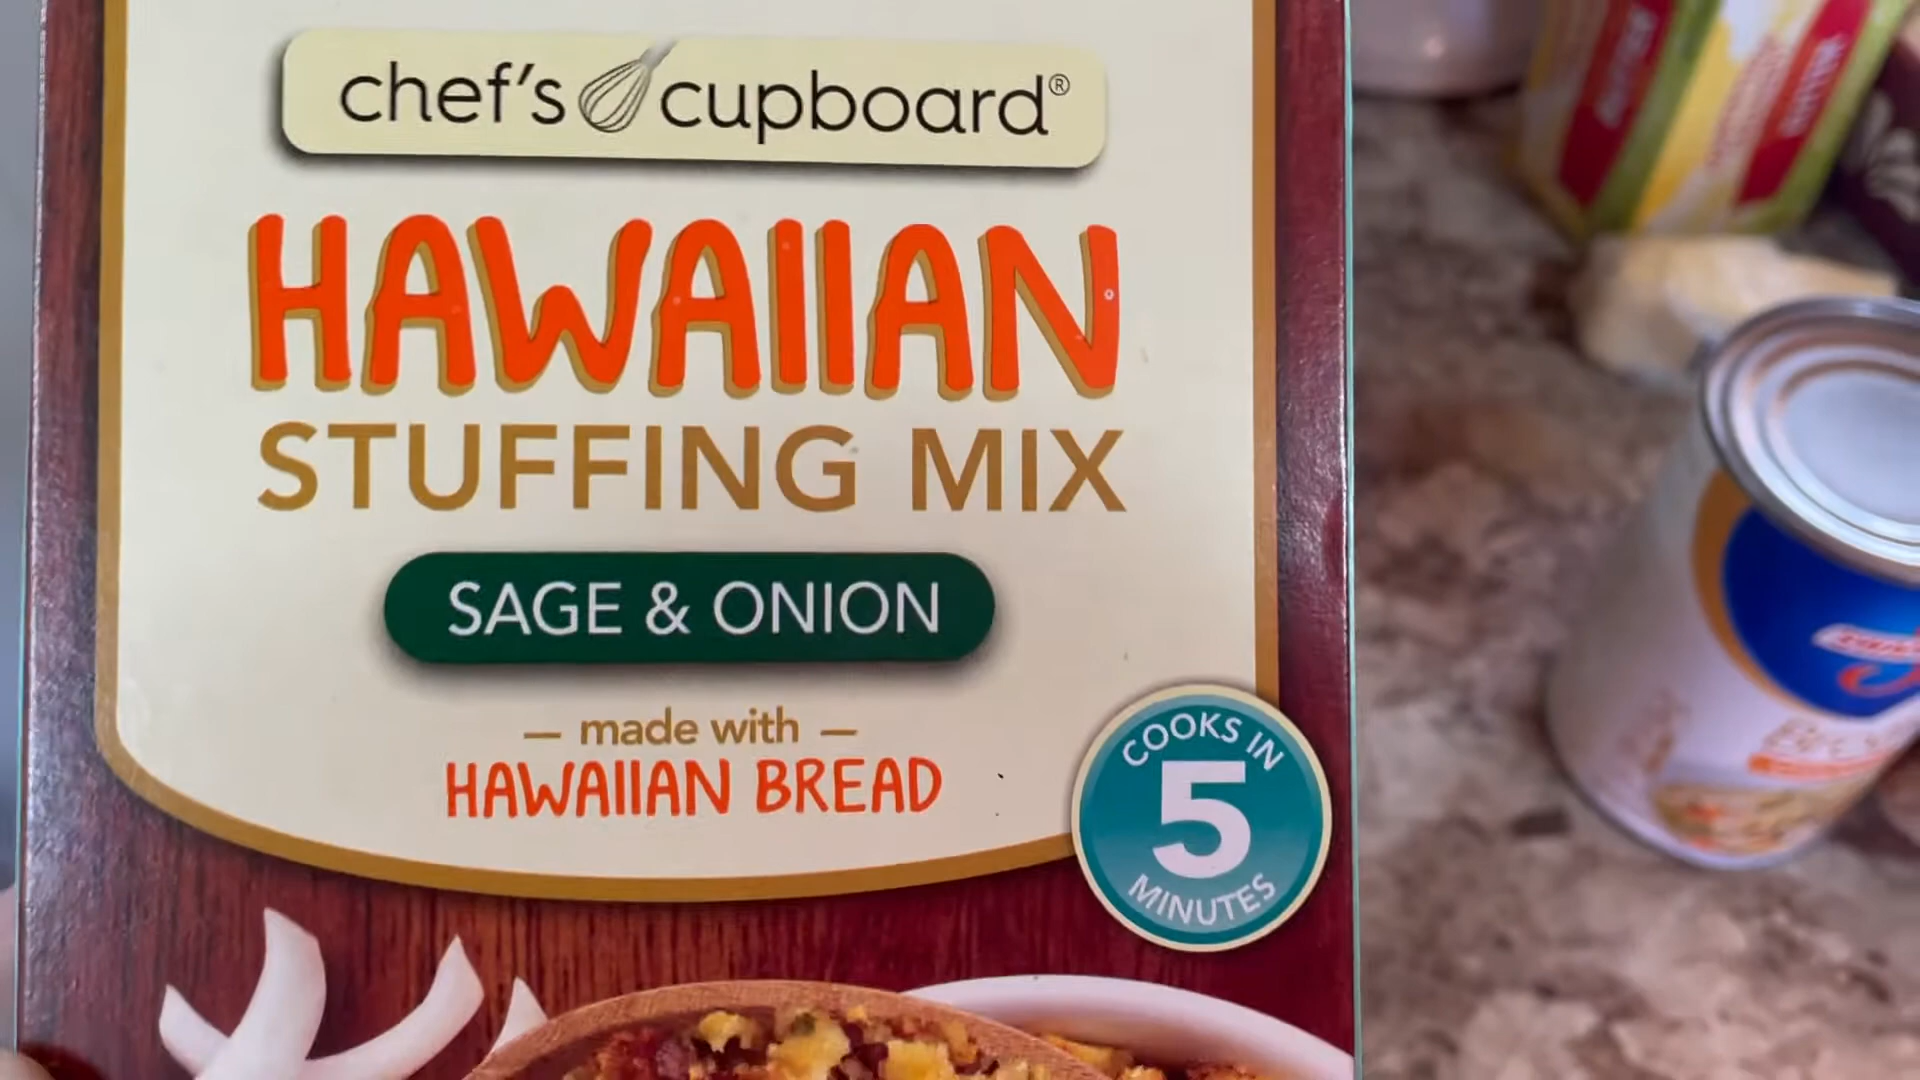 chef's cupboard®
HAWAIIAN
STUFFING MIX
SAGE & ONION
— made with —
HAWAIIAN BREAD
COOKS IN
5
MINUTES